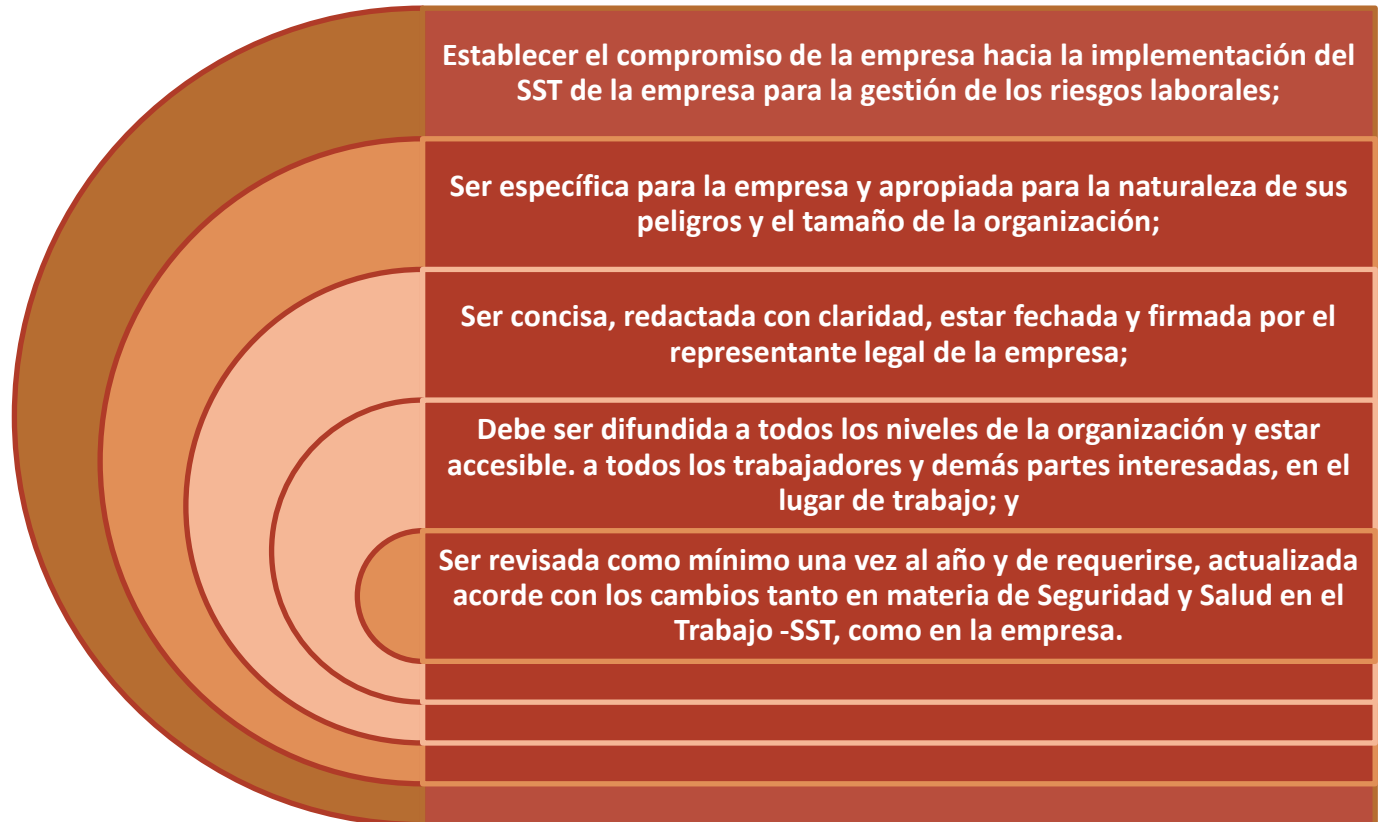 Establecer el compromiso de la empresa hacia la implementación del
SST de la empresa para la gestión de los riesgos laborales;
Ser específica para la empresa y apropiada para la naturaleza de sus
peligros y el tamaño de la organización;
Ser concisa, redactada con claridad, estar fechada y firmada por el
representante legal de la empresa;
Debe ser difundida a todos los niveles de la organización y estar
accesible. a todos los trabajadores y demás partes interesadas, en el
lugar de trabajo; y
Ser revisada como mínimo una vez al año y de requerirse, actualizada
acorde con los cambios tanto en materia de Seguridad y Salud en el
Trabajo -SST, como en la empresa.